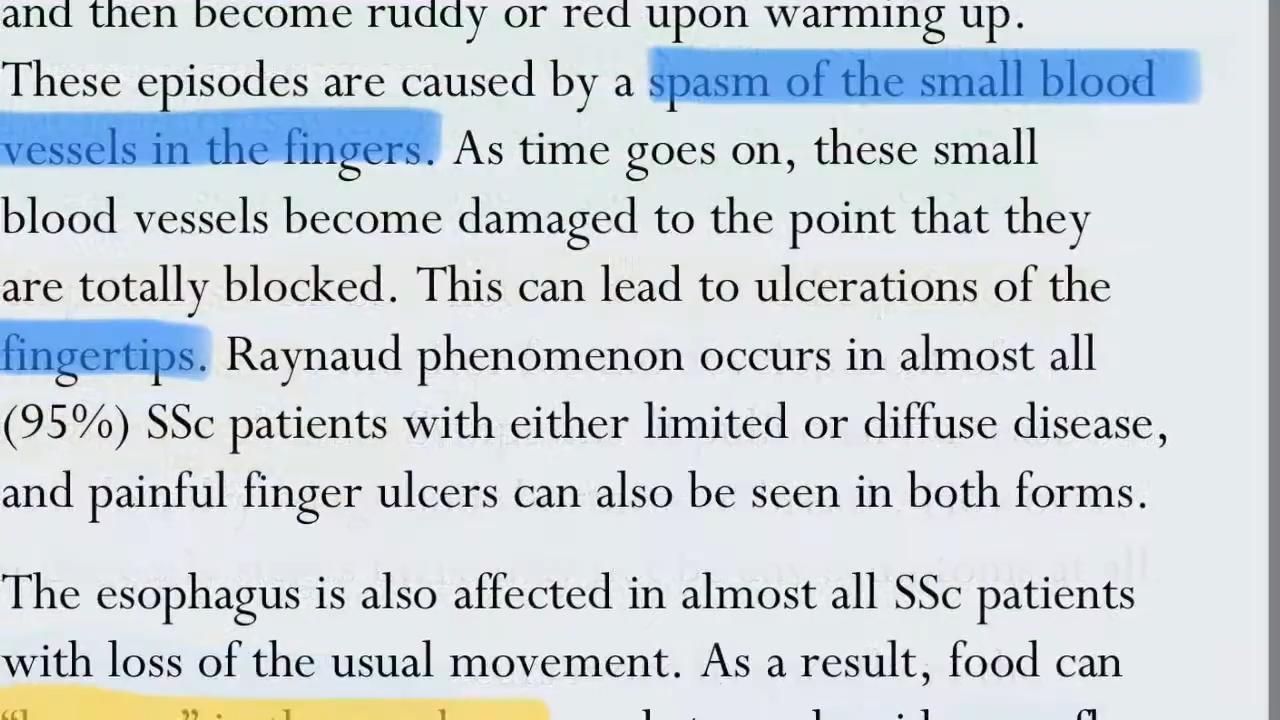 and then become ruddy or red upon warming up.
These episodes are caused by a spasm of the small blood
vessels in the fingers. As time goes on, these small
blood vessels become damaged to the point that they
are totally blocked. This can lead to ulcerations of the
fingertips. Raynaud phenomenon occurs in almost all
(95%) SSc patients with either limited or diffuse disease,
and painful finger ulcers can also be seen in both forms.
The esophagus is also affected in almost all SSc patients
with loss of the usual movement. As a result, food can